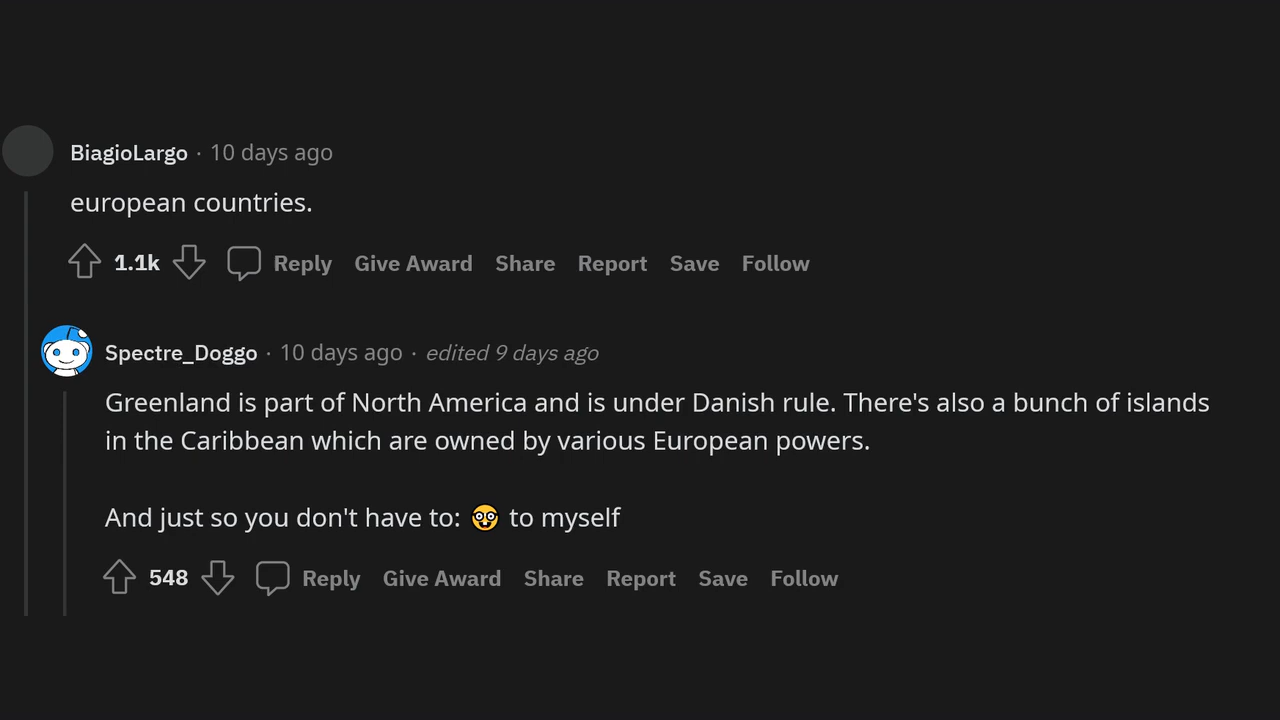 BiagioLargo · 10 days ago
european countries.
1.1k Reply Give Award Share Report Save Follow
Spectre_Doggo · 10 days ago · edited 9 days ago
Greenland is part of North America and is under Danish rule. There's also a bunch of islands
in the Caribbean which are owned by various European powers.
And just so you don't have to: 🤓 to myself
548 Reply Give Award Share Report Save Follow